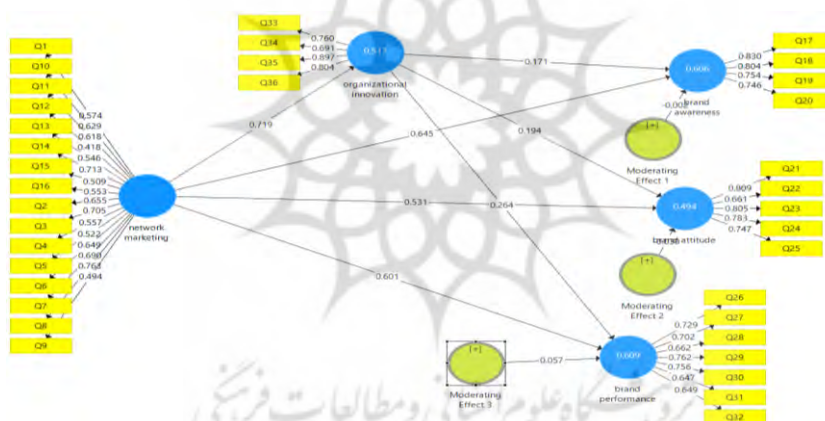 Q1
Q10
Q11
Q12
Q13
Q14
Q15
Q16
Q2
Q3
Q4
Q5
Q6
Q7
Q8
Q9
0.574
0.629
0.618
0.418
0.546
0.713
0.509
0.553
0.655
0.705
0.557
0.522
0.649
0.690
0.763
0.494
network
marketing
Q33
Q34
Q35
Q36
0.760
0.691
0.897
0.804
organizational
innovation
0.719
0.171
0.645
0.194
0.531
0.264
0.601
0.606
brand
awareness
0.830
0.804
0.754
0.746
Q17
Q18
Q19
Q20
[+]
Moderating
Effect 1
0.494
brand attitude
0.809
0.661
0.805
0.783
0.747
Q21
Q22
Q23
Q24
Q25
[+]
Moderating
Effect 2
0.609
brand
performance
0.729
0.702
0.662
0.762
0.756
0.647
0.649
Q26
Q27
Q28
Q29
Q30
Q31
Q32
[+]
Moderating
Effect 3
0.057
علوم انسانی و مطالعات فرهنگی